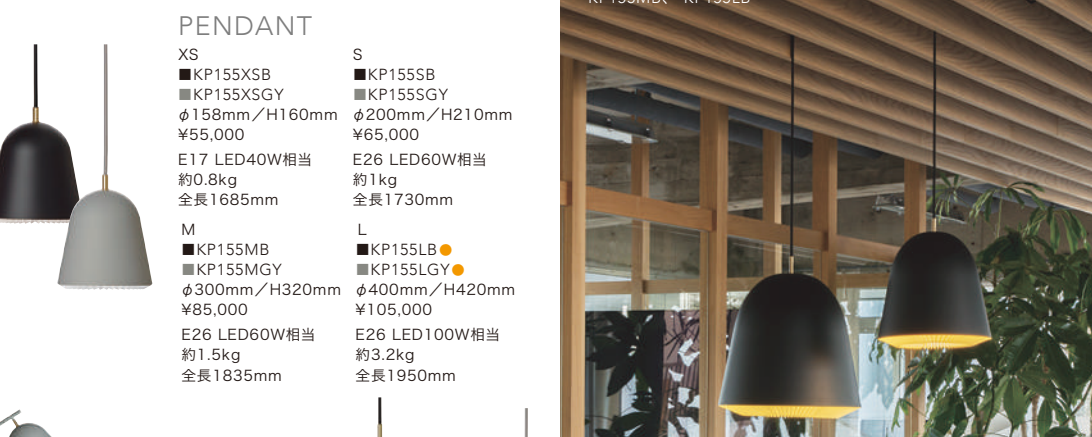 PENDANT
XS
■KP155XSB
■KP155XSGY
φ158mm／H160mm
¥55,000
E17 LED40W相当
約0.8kg
全長1685mm
S
■KP155SB
■KP155SGY
φ200mm／H210mm
¥65,000
E26 LED60W相当
約1kg
全長1730mm
M
■KP155MB
■KP155MGY
φ300mm／H320mm
¥85,000
E26 LED60W相当
約1.5kg
全長1835mm
L
■KP155LB●
■KP155LGY●
φ400mm／H420mm
¥105,000
E26 LED100W相当
約3.2kg
全長1950mm